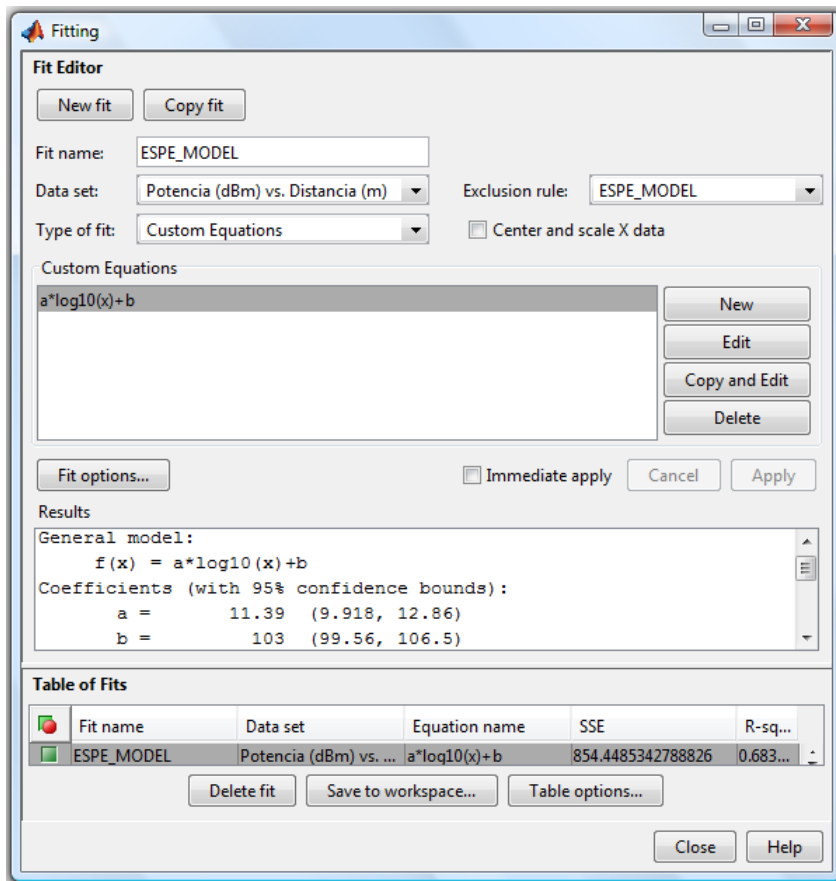 Fitting
Fit Editor
New fit Copy fit
Fit name: ESPE_MODEL
Data set: Potencia (dBm) vs. Distancia (m) Exclusion rule: ESPE_MODEL
Type of fit: Custom Equations Center and scale X data
Custom Equations
a*log10(x)+b
New
Edit
Copy and Edit
Delete
Fit options... Immediate apply Cancel Apply
Results
General model:
f(x) = a*log10(x)+b
Coefficients (with 95% confidence bounds):
a = 11.39 (9.918, 12.86)
b = 103 (99.56, 106.5)
Table of Fits
Fit name Data set Equation name SSE R-sq...
ESPE_MODEL Potencia (dBm) vs. ... a*log10(x)+b 854.4485342788826 0.683...
Delete fit Save to workspace... Table options...
Close Help